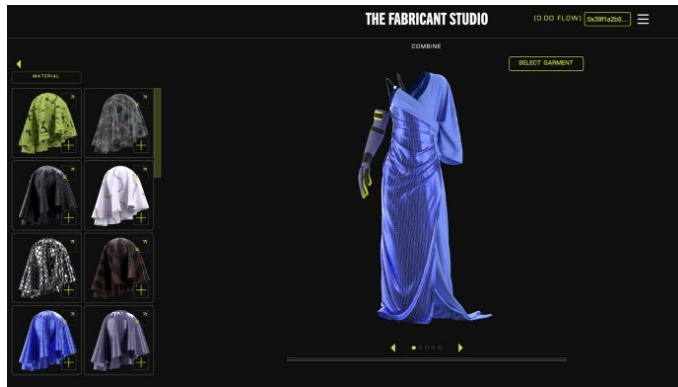 THE FABRICANT STUDIO
(0.00 FLOW)
0x39f1a2b5...
COMBINE
SELECT GARMENT
MATERIAL